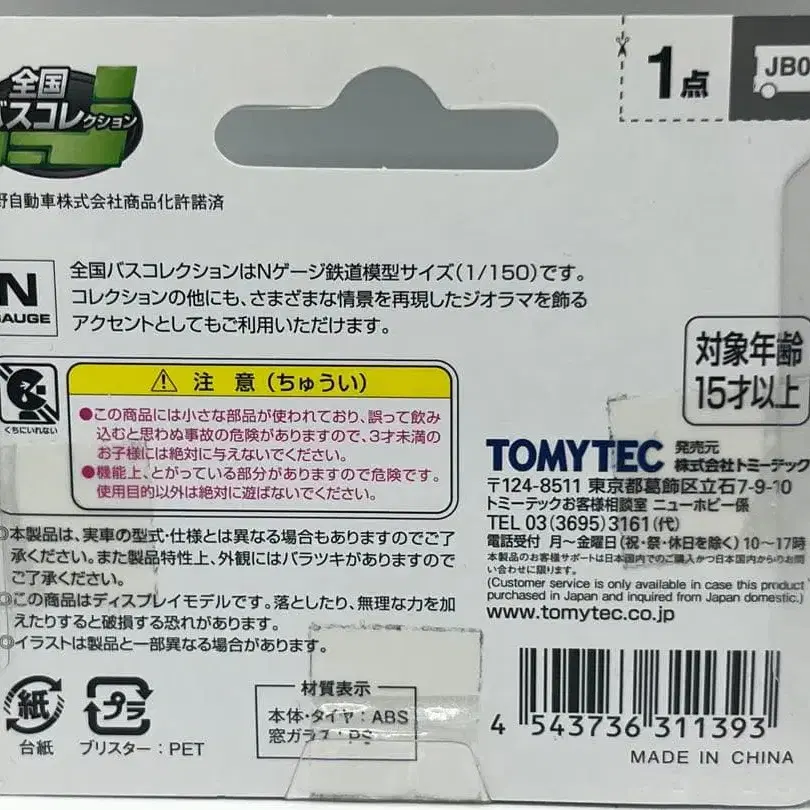 全国
バスコレクション
1点
JB0
野自動車株式会社商品化許諾済
N
GAUGE
全国バスコレクションはNゲージ鉄道模型サイズ(1/150)です。
コレクションの他にも、さまざまな情景を再現したジオラマを飾る
アクセントとしてもご利用いただけます。
対象年齢
15才以上
くちにいれない
⚠ 注 意(ちゅうい)
●この商品には小さな部品が使われており、誤って飲み
込むと思わぬ事故の危険がありますので、3才未満の
お子様には絶対に与えないでください。
●機能上、とがっている部分がありますので危険です。
使用目的以外は絶対に遊ばないでください。
TOMYTEC 発売元
株式会社トミーテック
〒124-8511 東京都葛飾区立石7-9-10
トミーテックお客様相談室 ニューホビー係
TEL 03(3695)3161(代)
電話受付 月~金曜日(祝・祭・休日を除く)10~17時
本製品のお客様サポートは日本国内でのご購入かつ日本国内からのお問
い合わせに限ります。
(Customer service is only available in case this product
purchased in Japan and inquired from Japan domestic.)
www.tomytec.co.jp
◎本製品は、実車の型式・仕様とは異なる場合もありますのでご了
承ください。また製品特性上、外観にはバラツキがありますので
ご了承ください。
◎この商品はディスプレイモデルです。落としたり、無理な力を加
えたりすると破損する恐れがあります。
◎イラストは製品と一部異なる場合があります。
紙
台紙
プラ
ブリスター:PET
材質表示
本体・タイヤ:ABS
窓ガラス:PS
4 543736 311393
MADE IN CHINA